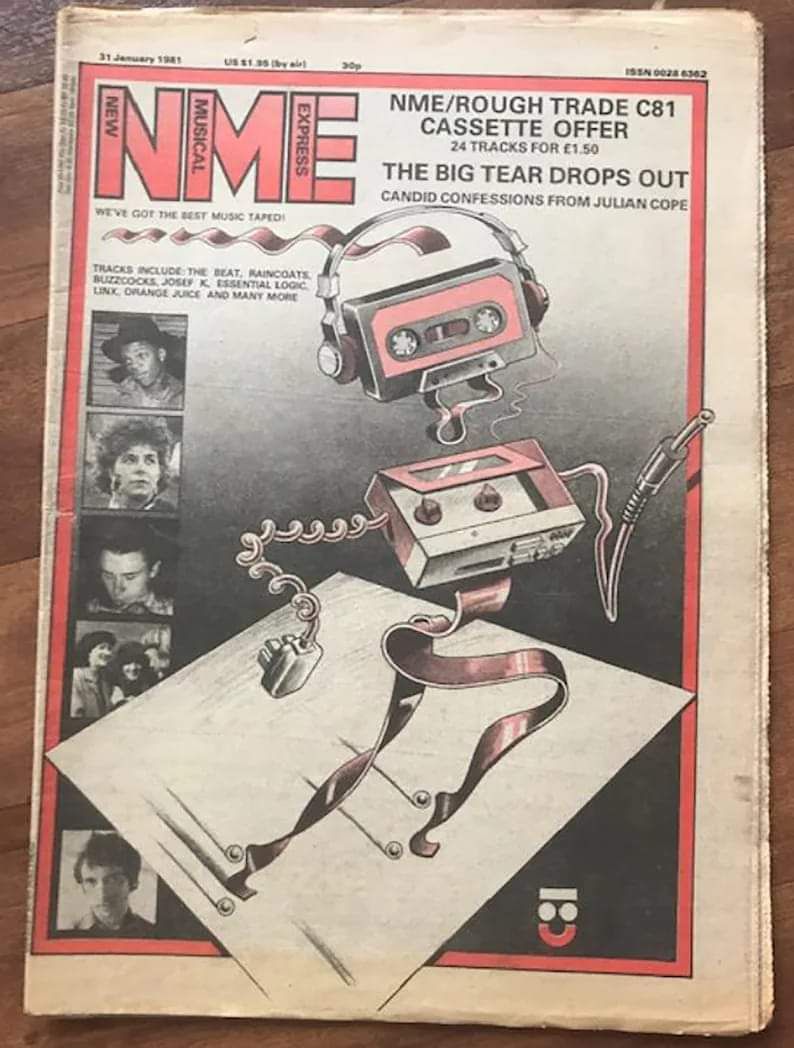 31 January 1981 US $1.95 (by air) 30p ISSN 0028 6362
NEW
MUSICAL
EXPRESS
NME
NME/ROUGH TRADE C81
CASSETTE OFFER
24 TRACKS FOR £1.50
THE BIG TEAR DROPS OUT
CANDID CONFESSIONS FROM JULIAN COPE
WE'VE GOT THE BEST MUSIC TAPED!
TRACKS INCLUDE: THE BEAT, RAINCOATS,
BUZZCOCKS, JOSEF K, ESSENTIAL LOGIC,
LINX, ORANGE JUICE AND MANY MORE